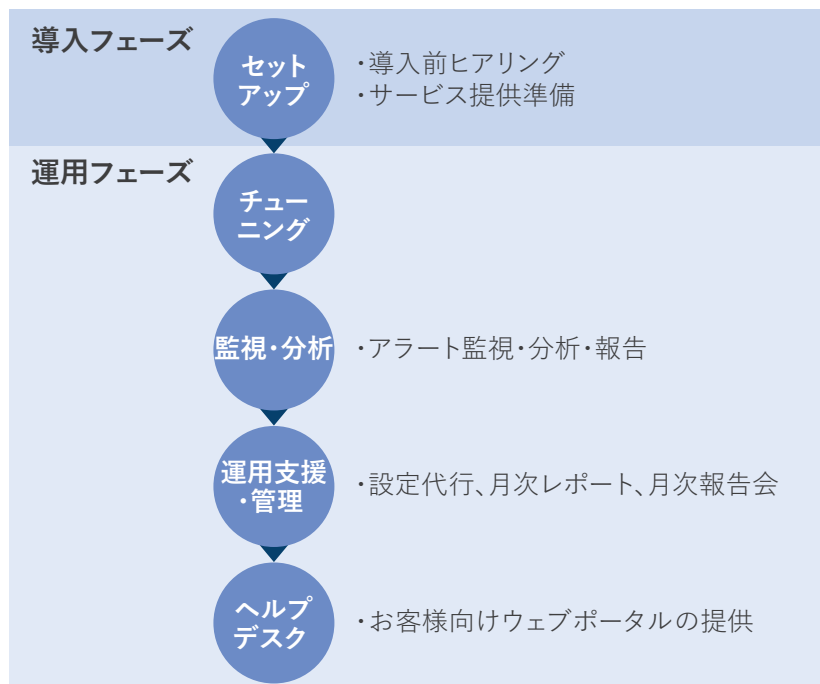 導入フェーズ
セット
アップ
・導入前ヒアリング
・サービス提供準備
運用フェーズ
チュー
ニング
監視・分析
・アラート監視・分析・報告
運用支援
・管理
・設定代行、月次レポート、月次報告会
ヘルプ
デスク
・お客様向けウェブポータルの提供